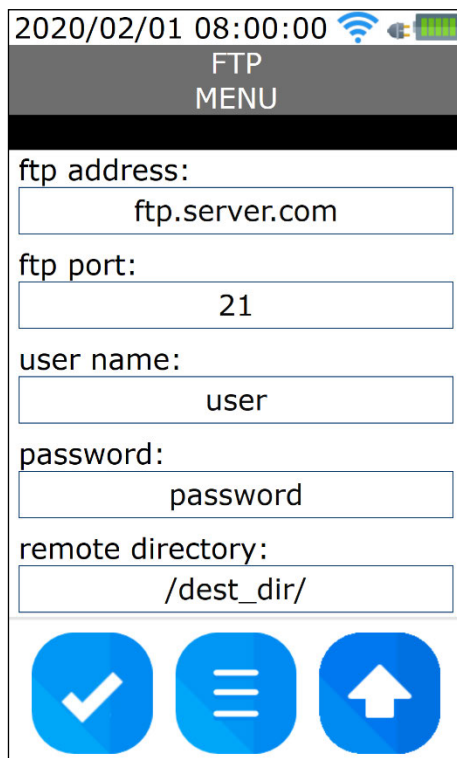 2020/02/01 08:00:00
FTP
MENU
ftp address:
ftp.server.com
ftp port:
21
user name:
user
password:
password
remote directory:
/dest_dir/